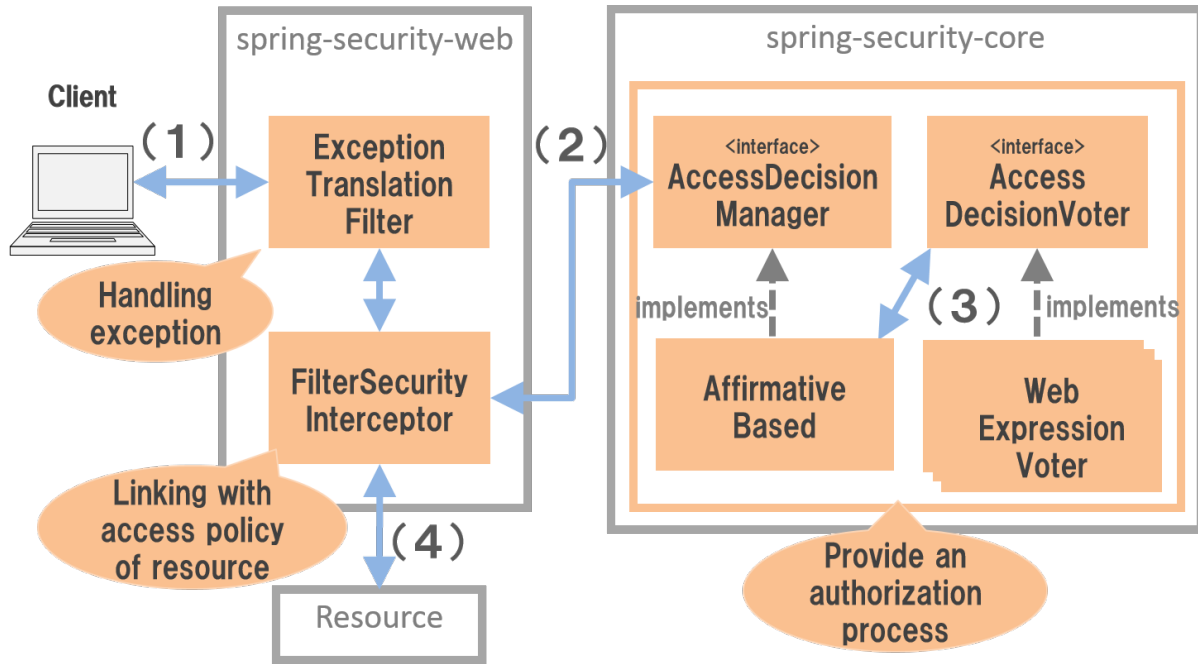 spring-security-web
spring-security-core
Client
(1)
Exception
Translation
Filter
(2)
<interface>
AccessDecision
Manager
<interface>
Access
DecisionVoter
Handling
exception
implements
(3)
implements
FilterSecurity
Interceptor
Affirmative
Based
Web
Expression
Voter
Linking with
access policy
of resource
(4)
Provide an
authorization
process
Resource